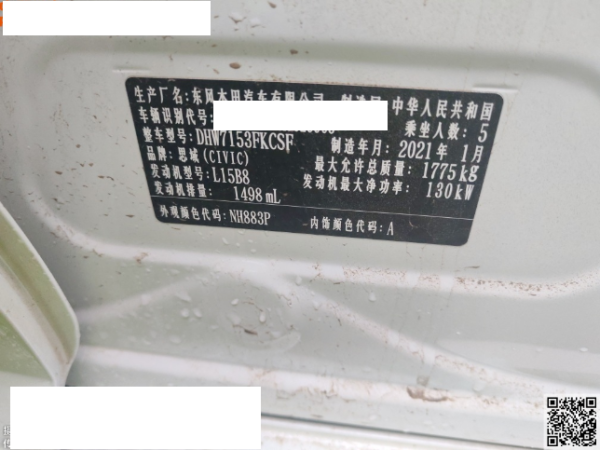 生产厂名:东风本田汽车有限公司 制造国:中华人民共和国
车辆识别代号: 乘坐人数:5
整车型号:DHW7153FKCSF 制造年月:2021年1月
品牌:思域(CIVIC) 最大允许总质量:1775kg
发动机型号:L15B8 发动机最大净功率:130kW
发动机排量:1498mL
外观颜色代码:NH883P 内饰颜色代码:A